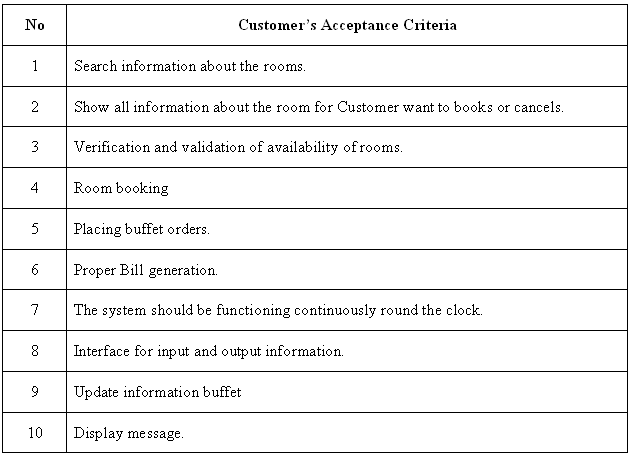 No Customer's Acceptance Criteria
1 Search information about the rooms.
2 Show all information about the room for Customer want to books or cancels.
3 Verification and validation of availability of rooms.
4 Room booking
5 Placing buffet orders.
6 Proper Bill generation.
7 The system should be functioning continuously round the clock.
8 Interface for input and output information.
9 Update information buffet
10 Display message.